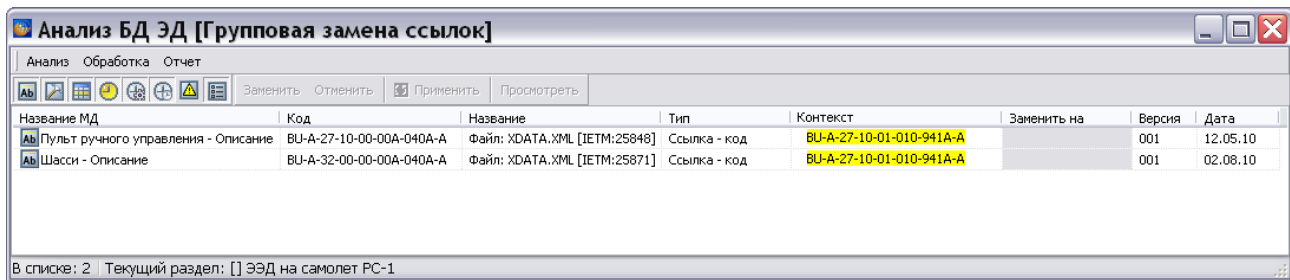 Анализ БД ЭД [Групповая замена ссылок]
Анализ Обработка Отчет
Ab Заменить Отменить Применить Просмотреть
Название МД Код Название Тип Контекст Заменить на Версия Дата
Ab Пульт ручного управления - Описание BU-A-27-10-00-00A-040A-A Файл: XDATA.XML [IETM:25848] Ссылка - код BU-A-27-10-01-010-941A-A 001 12.05.10
Ab Шасси - Описание BU-A-32-00-00-00A-040A-A Файл: XDATA.XML [IETM:25871] Ссылка - код BU-A-27-10-01-010-941A-A 001 02.08.10
В списке: 2 Текущий раздел: [] ЭЭД на самолет РС-1